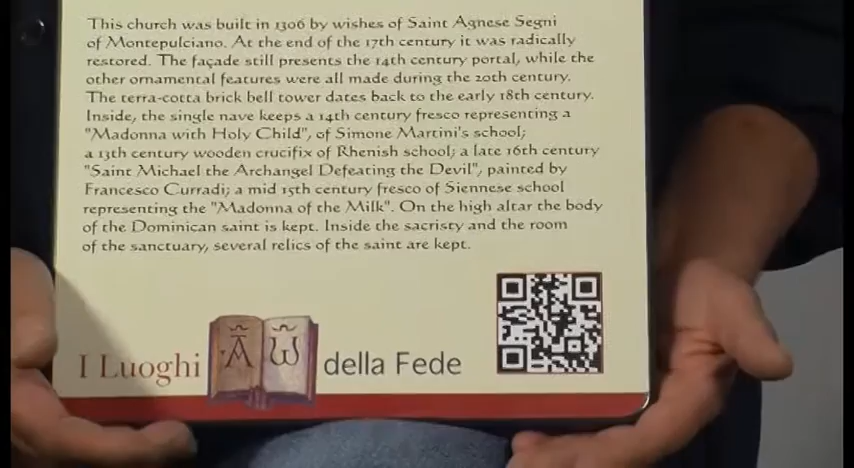 This church was built in 1306 by wishes of Saint Agnese Segni
of Montepulciano. At the end of the 17th century it was radically
restored. The façade still presents the 14th century portal, while the
other ornamental features were all made during the 20th century.
The terra-cotta brick bell tower dates back to the early 18th century.
Inside, the single nave keeps a 14th century fresco representing a
"Madonna with Holy Child", of Simone Martini's school;
a 13th century wooden crucifix of Rhenish school; a late 16th century
"Saint Michael the Archangel Defeating the Devil", painted by
Francesco Curradi; a mid 15th century fresco of Siennese school
representing the "Madonna of the Milk". On the high altar the body
of the Dominican saint is kept. Inside the sacristy and the room
of the sanctuary, several relics of the saint are kept.
I Luoghi Α ω della Fede